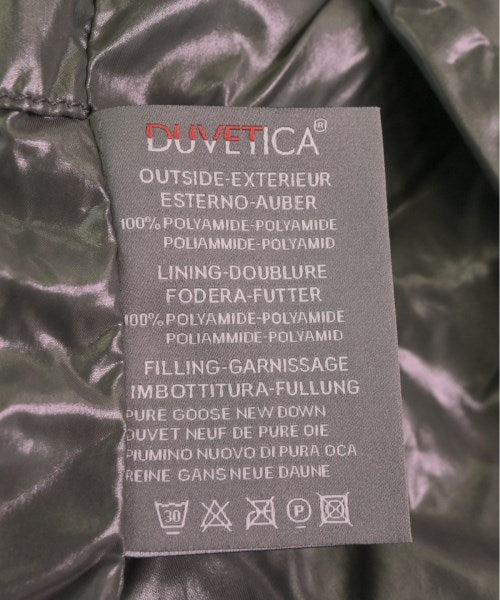 DUVETICA®
OUTSIDE-EXTERIEUR
ESTERNO-AUBER
100% POLYAMIDE-POLYAMIDE
POLIAMMIDE-POLYAMID
LINING-DOUBLURE
FODERA-FUTTER
100% POLYAMIDE-POLYAMIDE
POLIAMMIDE-POLYAMID
FILLING-GARNISSAGE
IMBOTTITURA-FULLUNG
PURE GOOSE NEW DOWN
DUVET NEUF DE PURE OIE
PIUMINO NUOVO DI PURA OCA
REINE GANS NEUE DAUNE
30 P